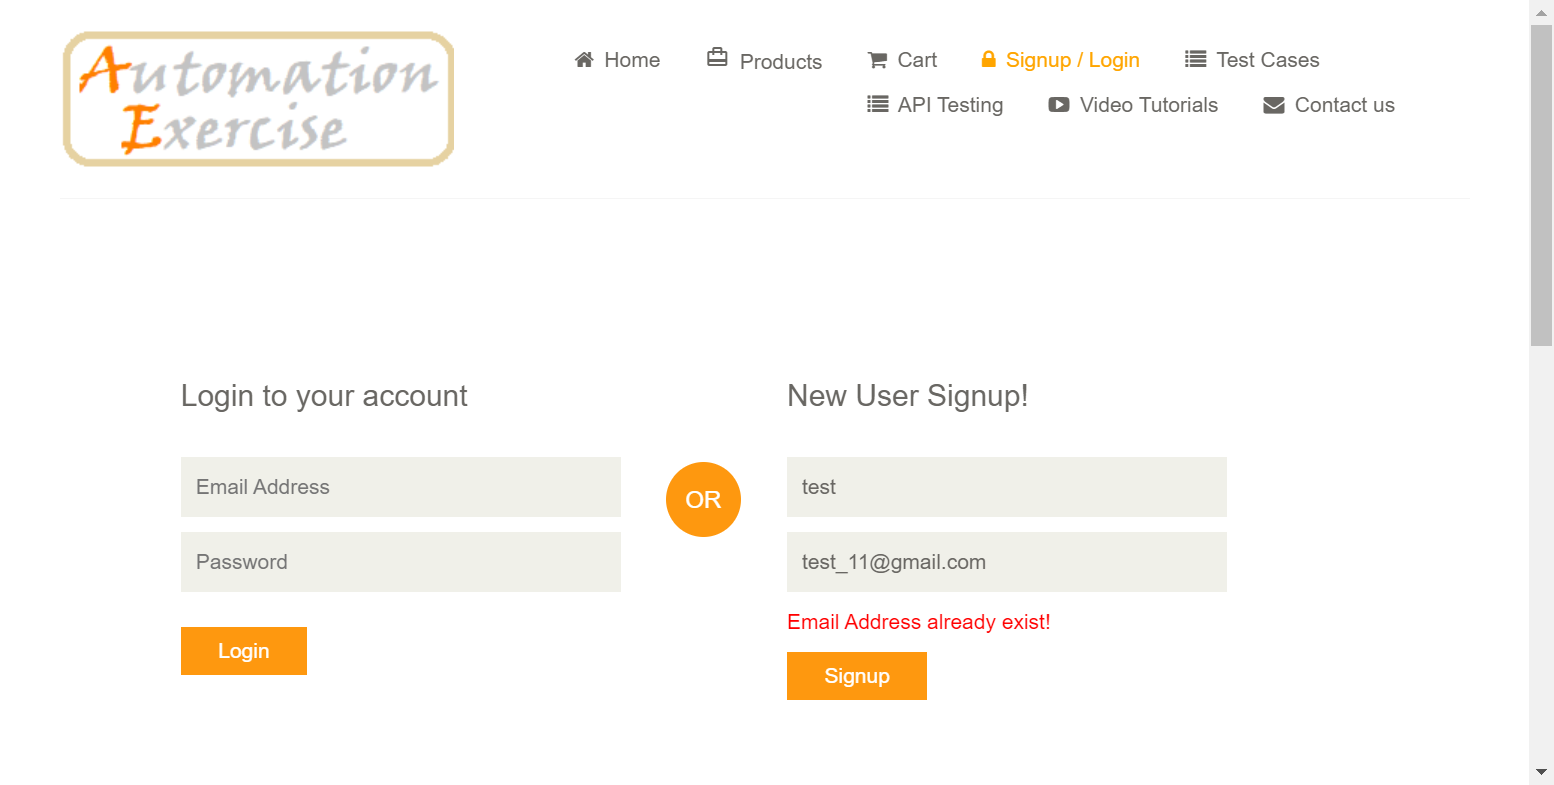 Automation
Exercise
Home Products Cart Signup / Login Test Cases
API Testing Video Tutorials Contact us
Login to your account
Email Address
Password
Login
OR
New User Signup!
test
test_11@gmail.com
Email Address already exist!
Signup